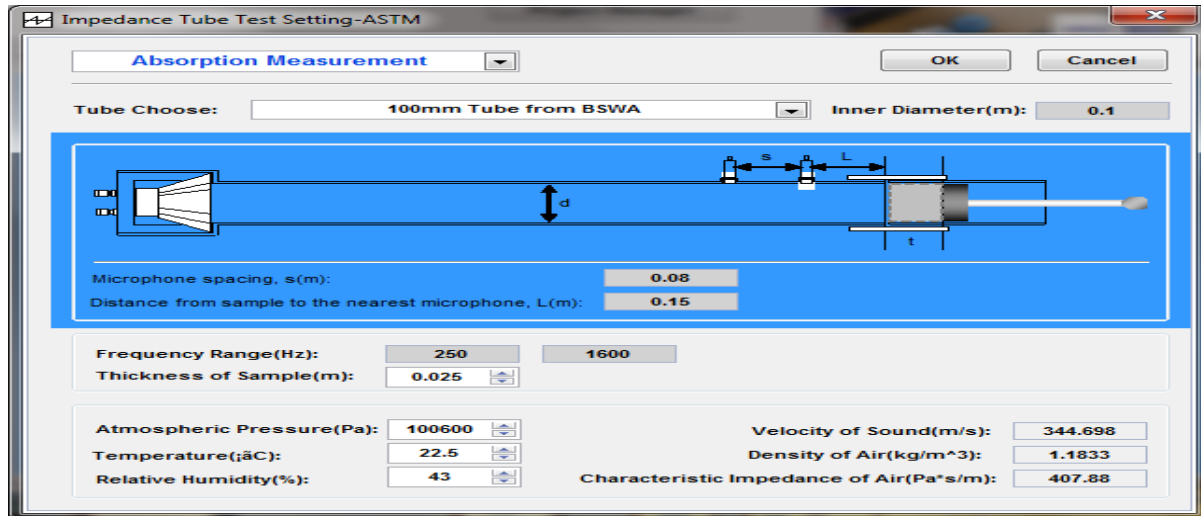 Impedance Tube Test Setting-ASTM
Absorption Measurement OK Cancel
Tube Choose: 100mm Tube from BSWA Inner Diameter(m): 0.1
s L
d
t
Microphone spacing, s(m): 0.08
Distance from sample to the nearest microphone, L(m): 0.15
Frequency Range(Hz): 250 1600
Thickness of Sample(m): 0.025
Atmospheric Pressure(Pa): 100600 Velocity of Sound(m/s): 344.698
Temperature(¡ãC): 22.5 Density of Air(kg/m^3): 1.1833
Relative Humidity(%): 43 Characteristic Impedance of Air(Pa*s/m): 407.88